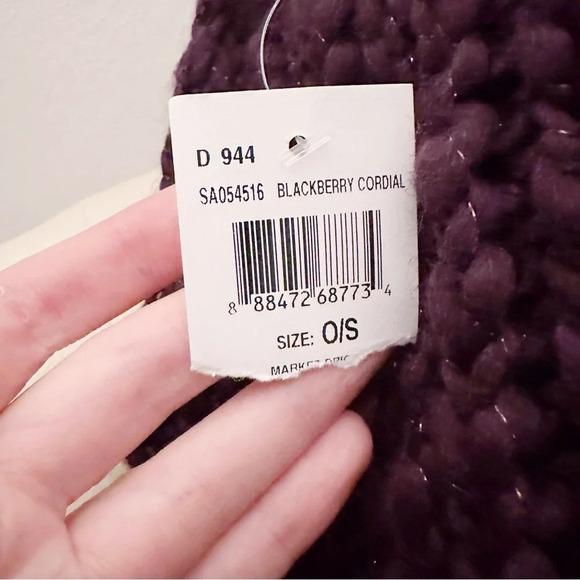 D 944
SA054516 BLACKBERRY CORDIAL
8 88472 68773 4
SIZE: O/S